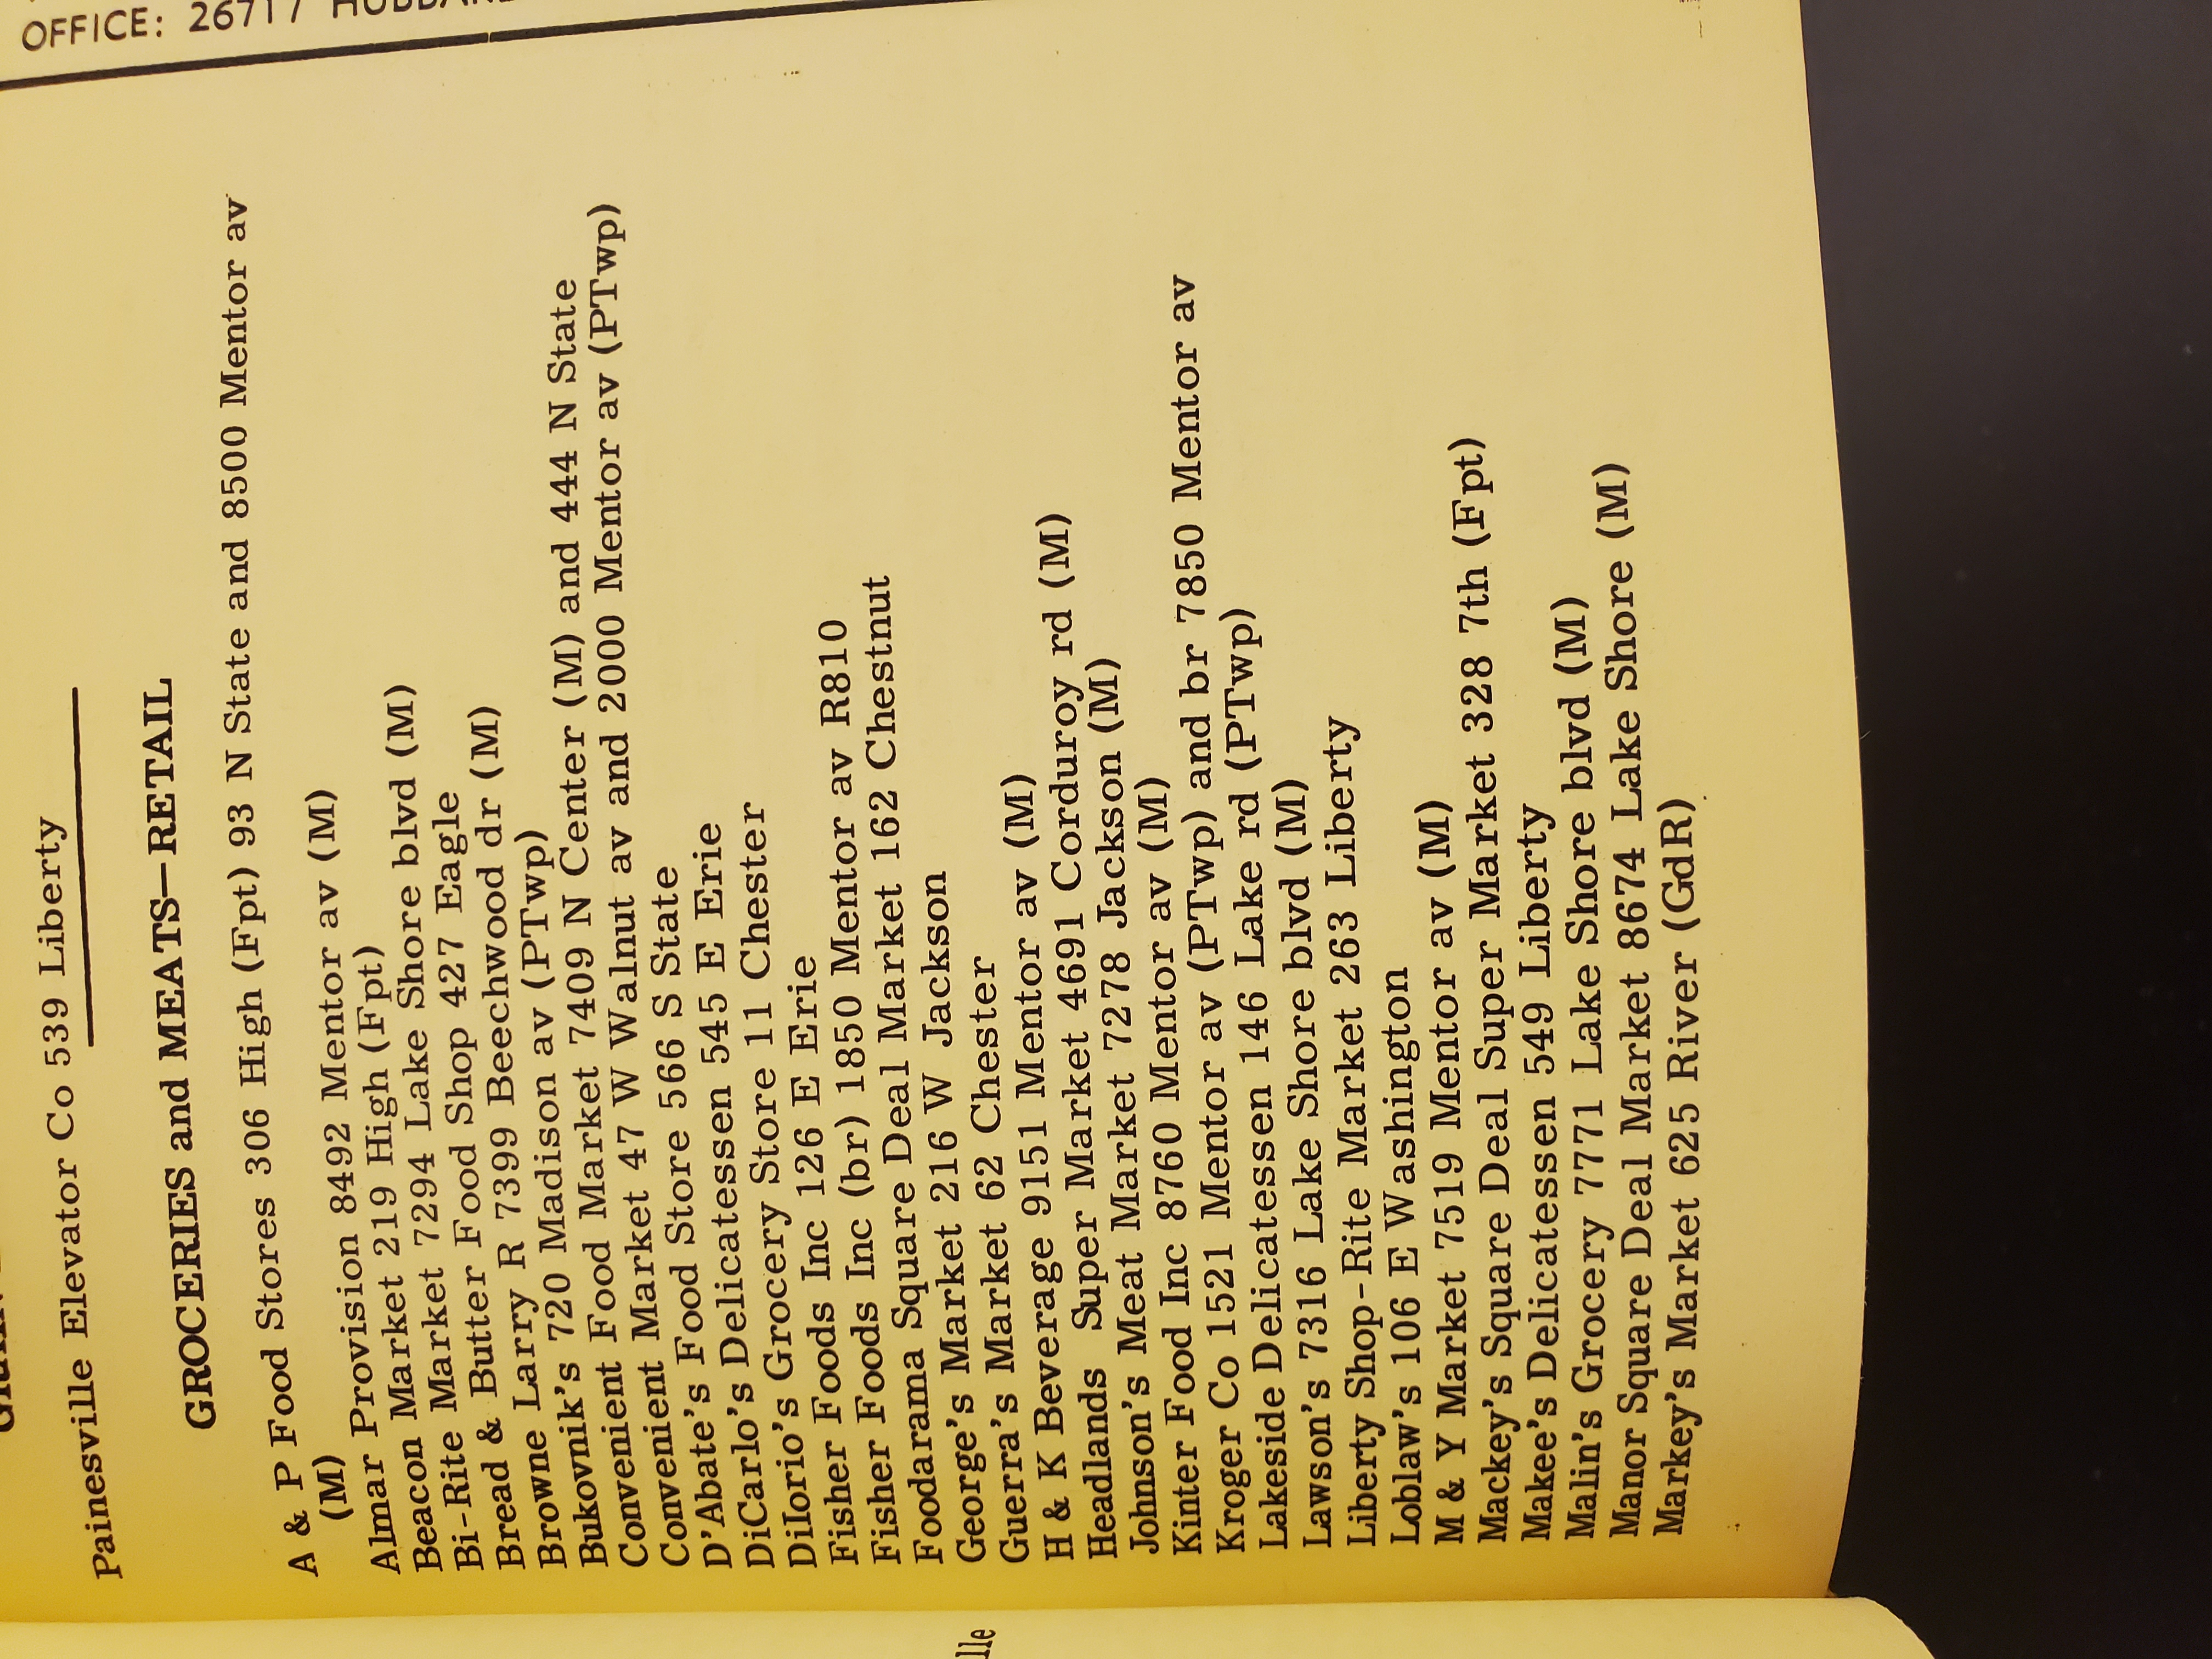 OFFICE: 26717
Painesville Elevator Co 539 Liberty
GROCERIES and MEATS—RETAIL
A & P Food Stores 306 High (Fpt) 93 N State and 8500 Mentor av
(M)
Almar Provision 8492 Mentor av (M)
Beacon Market 219 High (Fpt)
Bi-Rite Market 7294 Lake Shore blvd (M)
Bread & Butter Food Shop 427 Eagle
Browne Larry R 7399 Beechwood dr (M)
Bukovnik's 720 Madison av (PTwp)
Convenient Food Market 7409 N Center (M) and 444 N State
Convenient Market 47 W Walnut av and 2000 Mentor av (PTwp)
D'Abate's Food Store 566 S State
DiCarlo's Delicatessen 545 E Erie
DiIorio's Grocery Store 11 Chester
Fisher Foods Inc 126 E Erie
Fisher Foods Inc (br) 1850 Mentor av R810
Foodarama Square Deal Market 162 Chestnut
George's Market 216 W Jackson
Guerra's Market 62 Chester
H & K Beverage 9151 Mentor av (M)
Headlands Super Market 4691 Corduroy rd (M)
Johnson's Meat Market 7278 Jackson (M)
Kinter Food Inc 8760 Mentor av (M)
Kroger Co 1521 Mentor av (PTwp) and br 7850 Mentor av
Lakeside Delicatessen 146 Lake rd (PTwp)
Lawson's 7316 Lake Shore blvd (M)
Liberty Shop-Rite Market 263 Liberty
Loblaw's 106 E Washington
M & Y Market 7519 Mentor av (M)
Mackey's Square Deal Super Market 328 7th (Fpt)
Makee's Delicatessen 549 Liberty
Malin's Grocery 7771 Lake Shore blvd (M)
Manor Square Deal Market 8674 Lake Shore (M)
Markey's Market 625 River (GdR)